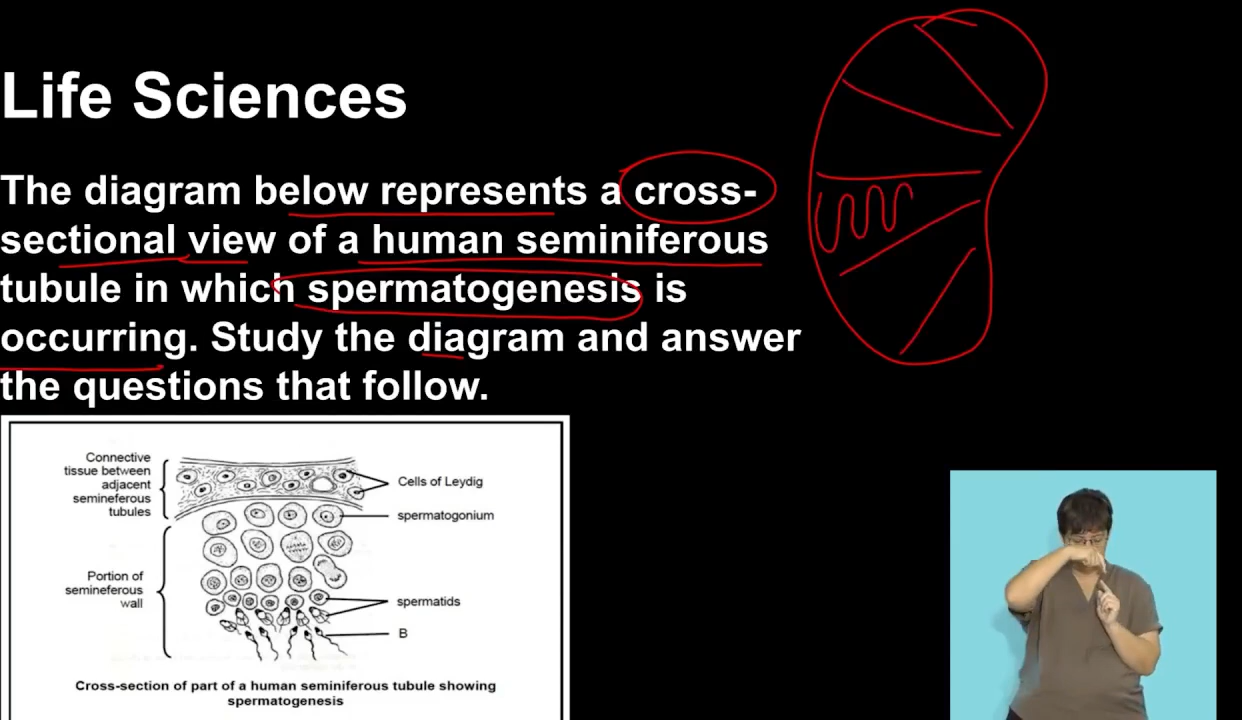 Life Sciences
The diagram below represents a cross-
sectional view of a human seminiferous
tubule in which spermatogenesis is
occurring. Study the diagram and answer
the questions that follow.
Connective
tissue between
adjacent
semineferous
tubules
Cells of Leydig
spermatogonium
Portion of
semineferous
wall
spermatids
B
Cross-section of part of a human seminiferous tubule showing
spermatogenesis